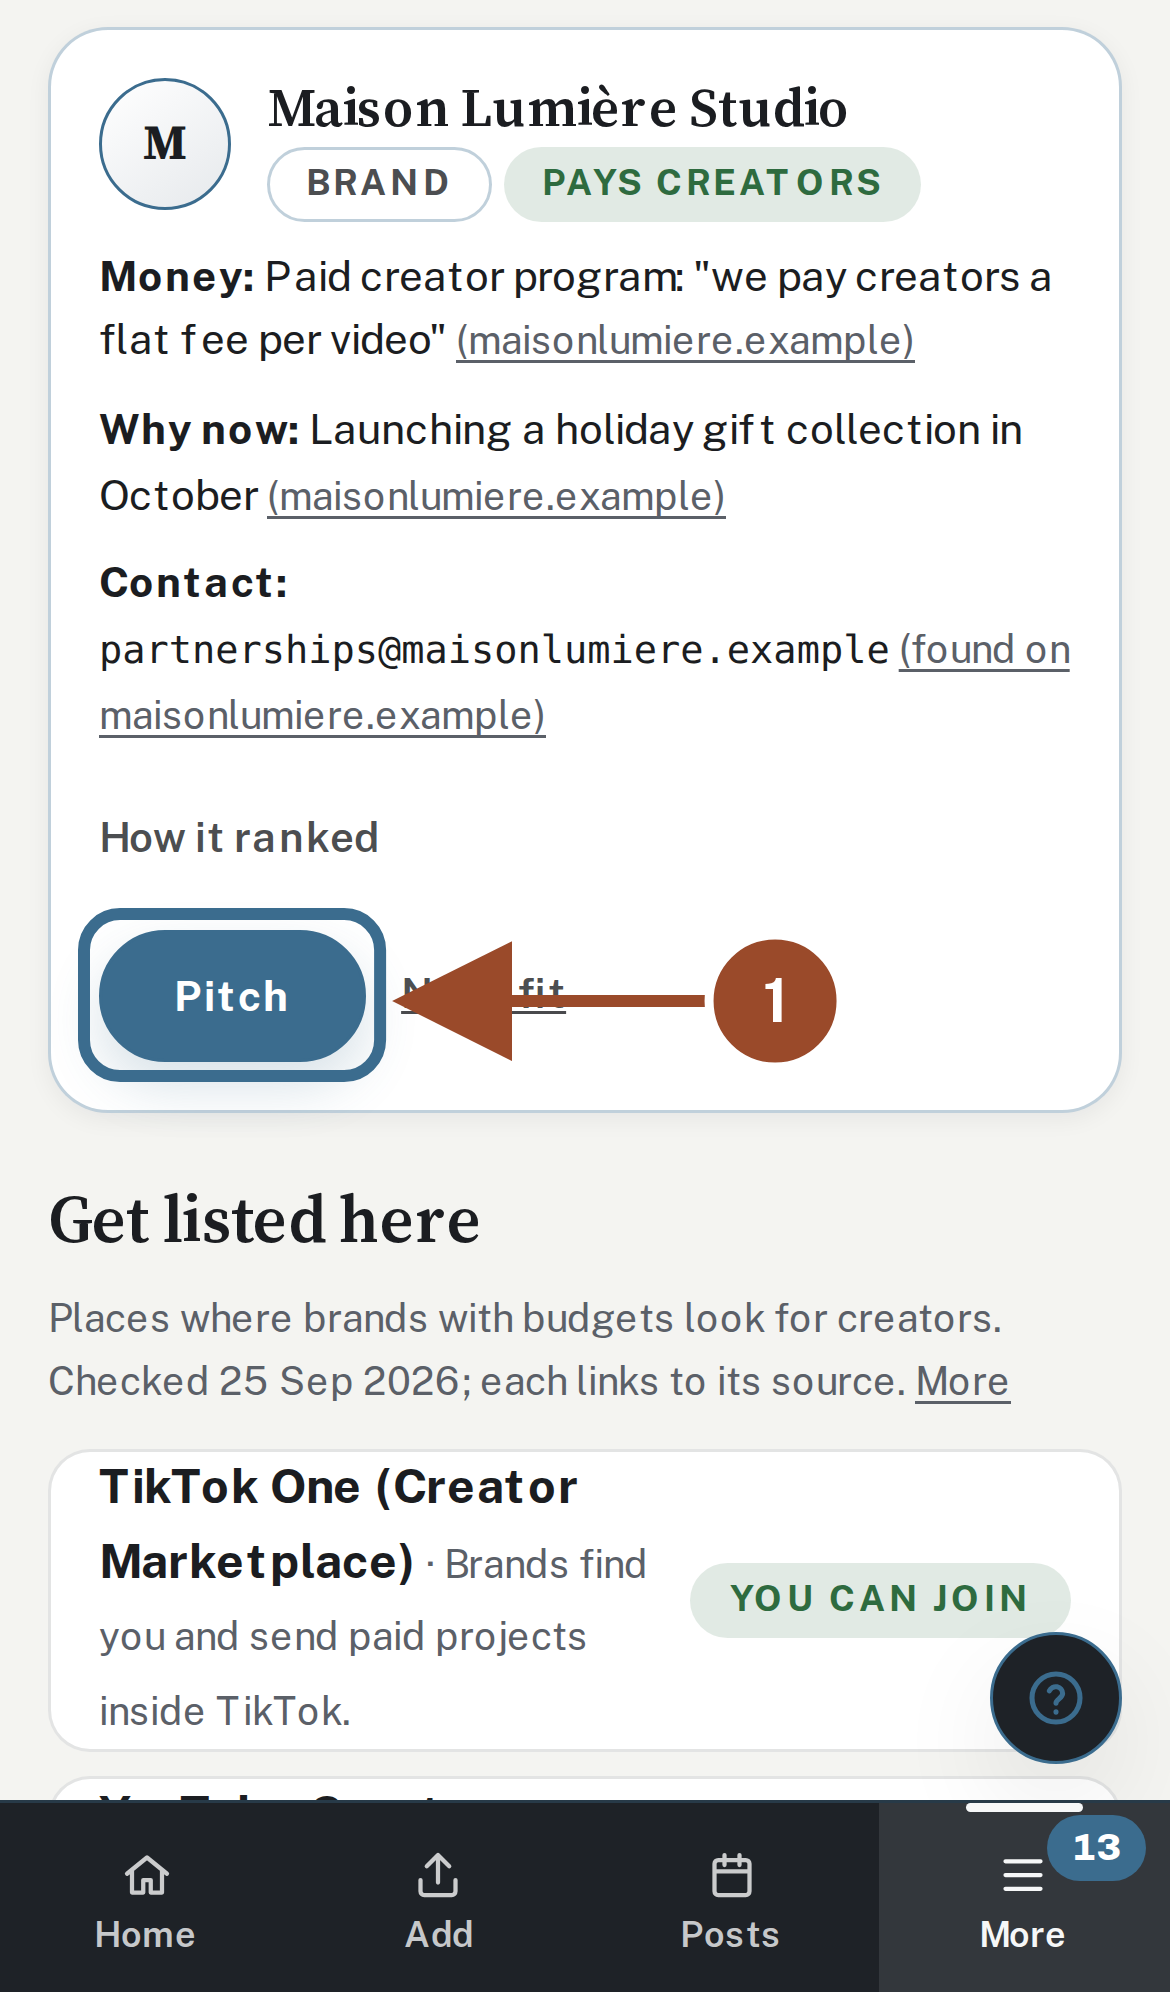 M
Maison Lumière Studio
BRAND
PAYS CREATORS
Money: Paid creator program: "we pay creators a
flat fee per video" (maisonlumiere.example)
Why now: Launching a holiday gift collection in
October (maisonlumiere.example)
Contact:
partnerships@maisonlumiere.example (found on
maisonlumiere.example)
How it ranked
Pitch
fit
1
Get listed here
Places where brands with budgets look for creators.
Checked 25 Sep 2026; each links to its source. More
TikTok One (Creator
Marketplace) · Brands find
you and send paid projects
inside TikTok.
YOU CAN JOIN
13
Home
Add
Posts
More